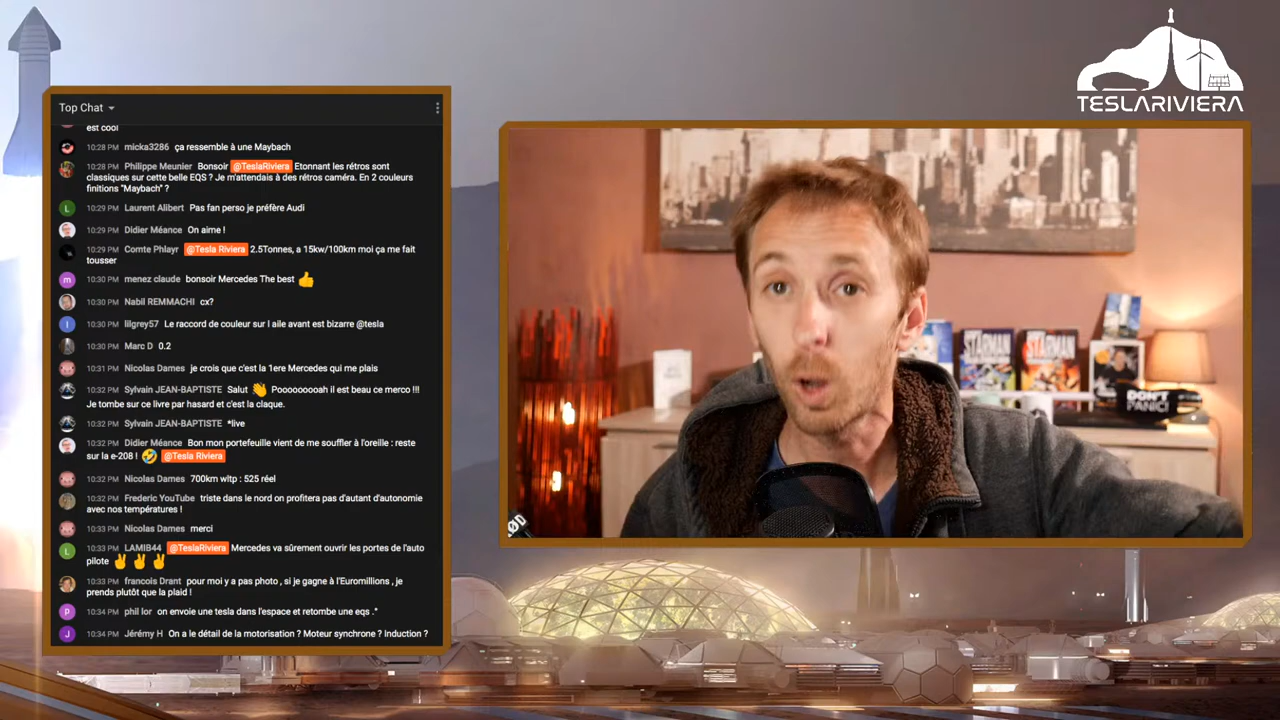 TESLARIVIERA
Top Chat
est cool
10:28 PM micka3286 ça ressemble à une Maybach
10:28 PM Philippe Meunier Bonsoir @TeslaRiviera Etonnant les rétros sont
classiques sur cette belle EQS ? Je m'attendais à des rétros caméra. En 2 couleurs
finitions "Maybach" ?
L 10:29 PM Laurent Alibert Pas fan perso je préfère Audi
10:29 PM Didier Méance On aime !
10:29 PM Comte Phlayr @Tesla Riviera 2.5Tonnes, a 15kw/100km moi ça me fait
tousser
m 10:30 PM menez claude bonsoir Mercedes The best 👍
10:30 PM Nabil REMMACHI cx?
l 10:30 PM lilgrey57 Le raccord de couleur sur l aile avant est bizarre @tesla
10:30 PM Marc D 0.2
10:31 PM Nicolas Dames je crois que c'est la 1ere Mercedes qui me plais
10:32 PM Sylvain JEAN-BAPTISTE Salut 👋 Pooooooooah il est beau ce merco !!!
Je tombe sur ce livre par hasard et c'est la claque.
10:32 PM Sylvain JEAN-BAPTISTE *live
10:32 PM Didier Méance Bon mon portefeuille vient de me souffler à l'oreille : reste
sur la e-208 ! 🤣 @Tesla Riviera
10:32 PM Nicolas Dames 700km wltp : 525 réel
10:32 PM Frederic YouTube triste dans le nord on profitera pas d'autant d'autonomie
avec nos températures !
10:33 PM Nicolas Dames merci
L 10:33 PM LAMIB44 @TeslaRiviera Mercedes va sûrement ouvrir les portes de l'auto
pilote ✌️ ✌️ ✌️
10:33 PM francois Drant pour moi y a pas photo , si je gagne à l'Euromillions , je
prends plutôt que la plaid !
p 10:34 PM phil lor on envoie une tesla dans l'espace et retombe une eqs .*
J 10:34 PM Jérémy H On a le détail de la motorisation ? Moteur synchrone ? Induction ?
STARMAN
STARMAN
DON'T
PANIC!